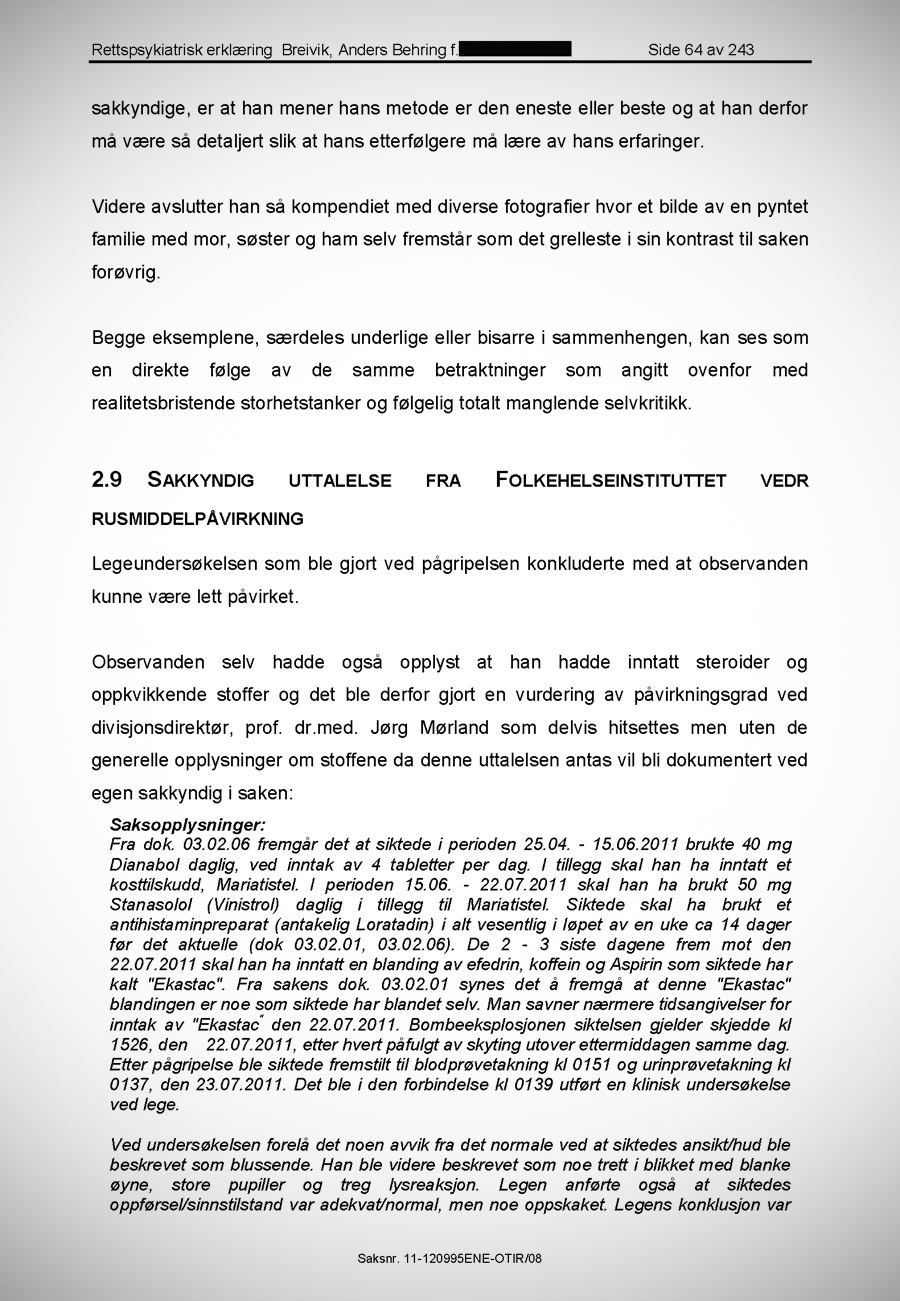 Rettspsykiatrisk erklæring Breivik, Anders Behring f. Side 64 av 243
sakkyndige, er at han mener hans metode er den eneste eller beste og at han derfor
må være så detaljert slik at hans etterfølgere må lære av hans erfaringer.
Videre avslutter han så kompendiet med diverse fotografier hvor et bilde av en pyntet
familie med mor, søster og ham selv fremstår som det grelleste i sin kontrast til saken
forøvrig.
Begge eksemplene, særdeles underlige eller bisarre i sammenhengen, kan ses som
en direkte følge av de samme betraktninger som angitt ovenfor med
realitetsbristende storhetstanker og følgelig totalt manglende selvkritikk.
2.9 SAKKYNDIG UTTALELSE FRA FOLKEHELSEINSTITUTTET VEDR
RUSMIDDELPÅVIRKNING
Legeundersøkelsen som ble gjort ved pågripelsen konkluderte med at observanden
kunne være lett påvirket.
Observanden selv hadde også opplyst at han hadde inntatt steroider og
oppkvikkende stoffer og det ble derfor gjort en vurdering av påvirkningsgrad ved
divisjonsdirektør, prof. dr.med. Jørg Mørland som delvis hitsettes men uten de
generelle opplysninger om stoffene da denne uttalelsen antas vil bli dokumentert ved
egen sakkyndig i saken:
Saksopplysninger:
Fra dok. 03.02.06 fremgår det at siktede i perioden 25.04. - 15.06.2011 brukte 40 mg
Dianabol daglig, ved inntak av 4 tabletter per dag. I tillegg skal han ha inntatt et
kosttilskudd, Mariatistel. I perioden 15.06. - 22.07.2011 skal han ha brukt 50 mg
Stanasolol (Vinistrol) daglig i tillegg til Mariatistel. Siktede skal ha brukt et
antihistaminpreparat (antakelig Loratadin) i alt vesentlig i løpet av en uke ca 14 dager
før det aktuelle (dok 03.02.01, 03.02.06). De 2 - 3 siste dagene frem mot den
22.07.2011 skal han ha inntatt en blanding av efedrin, koffein og Aspirin som siktede har
kalt "Ekastac". Fra sakens dok. 03.02.01 synes det å fremgå at denne "Ekastac"
blandingen er noe som siktede har blandet selv. Man savner nærmere tidsangivelser for
inntak av "Ekastac" den 22.07.2011. Bombeeksplosjonen siktelsen gjelder skjedde kl
1526, den 22.07.2011, etter hvert påfulgt av skyting utover ettermiddagen samme dag.
Etter pågripelse ble siktede fremstilt til blodprøvetakning kl 0151 og urinprøvetakning kl
0137, den 23.07.2011. Det ble i den forbindelse kl 0139 utført en klinisk undersøkelse
ved lege.
Ved undersøkelsen forelå det noen avvik fra det normale ved at siktedes ansikt/hud ble
beskrevet som blussende. Han ble videre beskrevet som noe trett i blikket med blanke
øyne, store pupiller og treg lysreaksjon. Legen anførte også at siktedes
oppførsel/sinnstilstand var adekvat/normal, men noe oppskaket. Legens konklusjon var
Saksnr. 11-120995ENE-OTIR/08